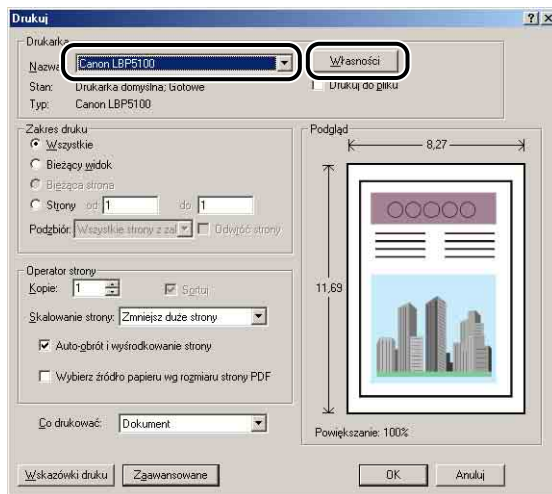 Drukuj
Drukarka
Nazwa: Canon LBP5100 Własności
Stan: Drukarka domyślna; Gotowe Drukuj do pliku
Typ: Canon LBP5100
Zakres druku
Wszystkie
Bieżący widok
Bieżąca strona
Strony od 1 do 1
Podzbiór: Wszystkie strony z zal Odwróć strony
Operator strony
Kopie: 1 Sortuj
Skalowanie strony: Zmniejsz duże strony
Auto-obrót i wyśrodkowanie strony
Wybierz źródło papieru wg rozmiaru strony PDF
Co drukować: Dokument
Podgląd
8,27
11,69
Powiększanie: 100%
Wskazówki druku Zaawansowane OK Anuluj